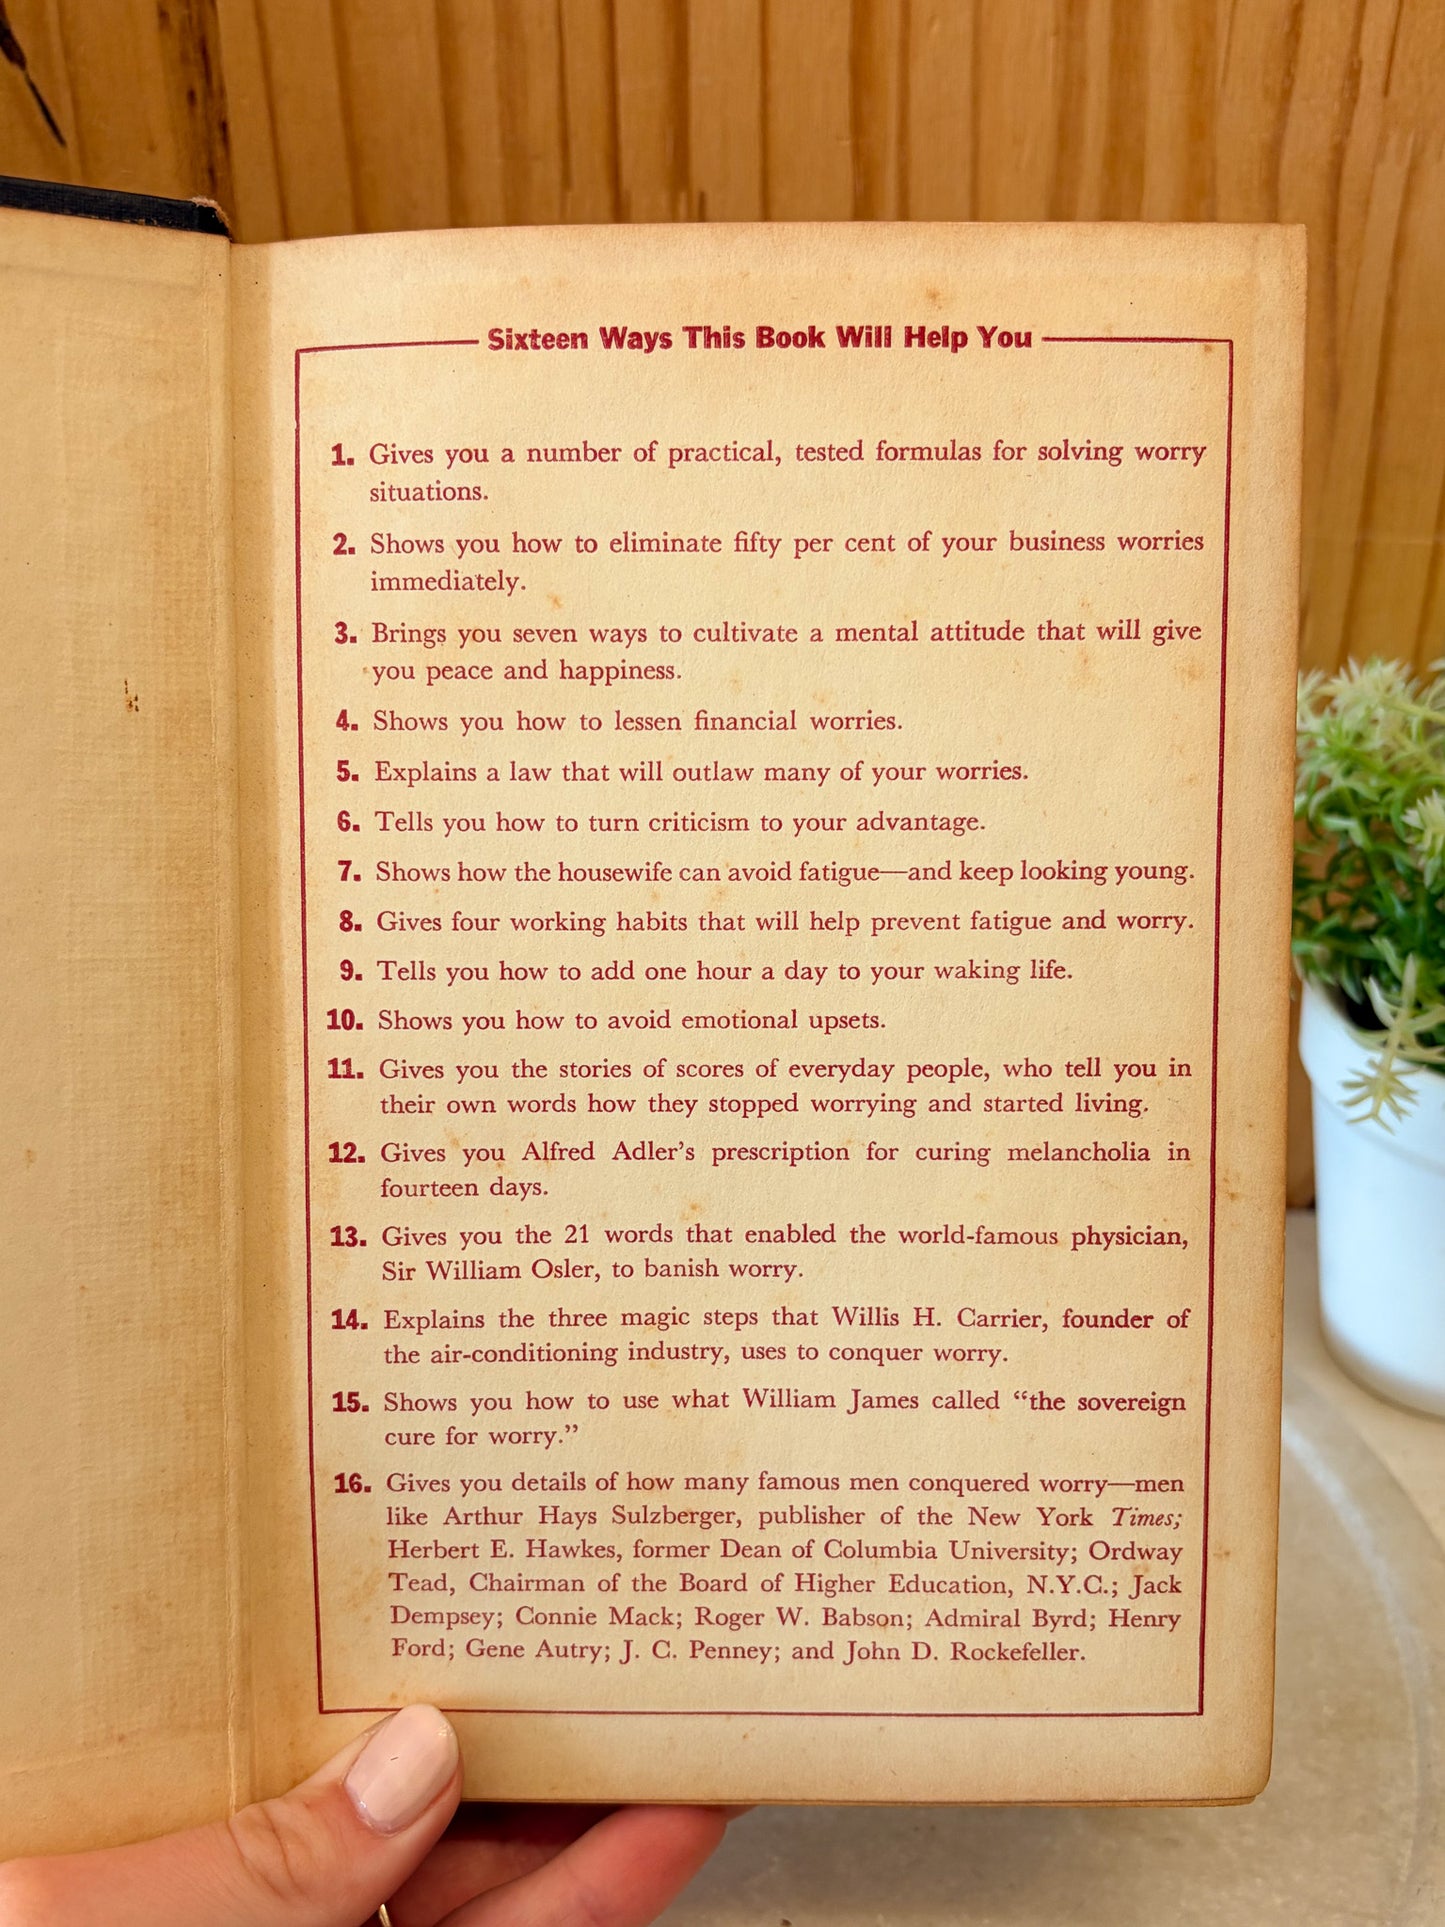 Sixteen Ways This Book Will Help You
1. Gives you a number of practical, tested formulas for solving worry
situations.
2. Shows you how to eliminate fifty per cent of your business worries
immediately.
3. Brings you seven ways to cultivate a mental attitude that will give
you peace and happiness.
4. Shows you how to lessen financial worries.
5. Explains a law that will outlaw many of your worries.
6. Tells you how to turn criticism to your advantage.
7. Shows how the housewife can avoid fatigue—and keep looking young.
8. Gives four working habits that will help prevent fatigue and worry.
9. Tells you how to add one hour a day to your waking life.
10. Shows you how to avoid emotional upsets.
11. Gives you the stories of scores of everyday people, who tell you in
their own words how they stopped worrying and started living.
12. Gives you Alfred Adler’s prescription for curing melancholia in
fourteen days.
13. Gives you the 21 words that enabled the world-famous physician,
Sir William Osler, to banish worry.
14. Explains the three magic steps that Willis H. Carrier, founder of
the air-conditioning industry, uses to conquer worry.
15. Shows you how to use what William James called “the sovereign
cure for worry.”
16. Gives you details of how many famous men conquered worry—men
like Arthur Hays Sulzberger, publisher of the New York Times;
Herbert E. Hawkes, former Dean of Columbia University; Ordway
Tead, Chairman of the Board of Higher Education, N.Y.C.; Jack
Dempsey; Connie Mack; Roger W. Babson; Admiral Byrd; Henry
Ford; Gene Autry; J. C. Penney; and John D. Rockefeller.